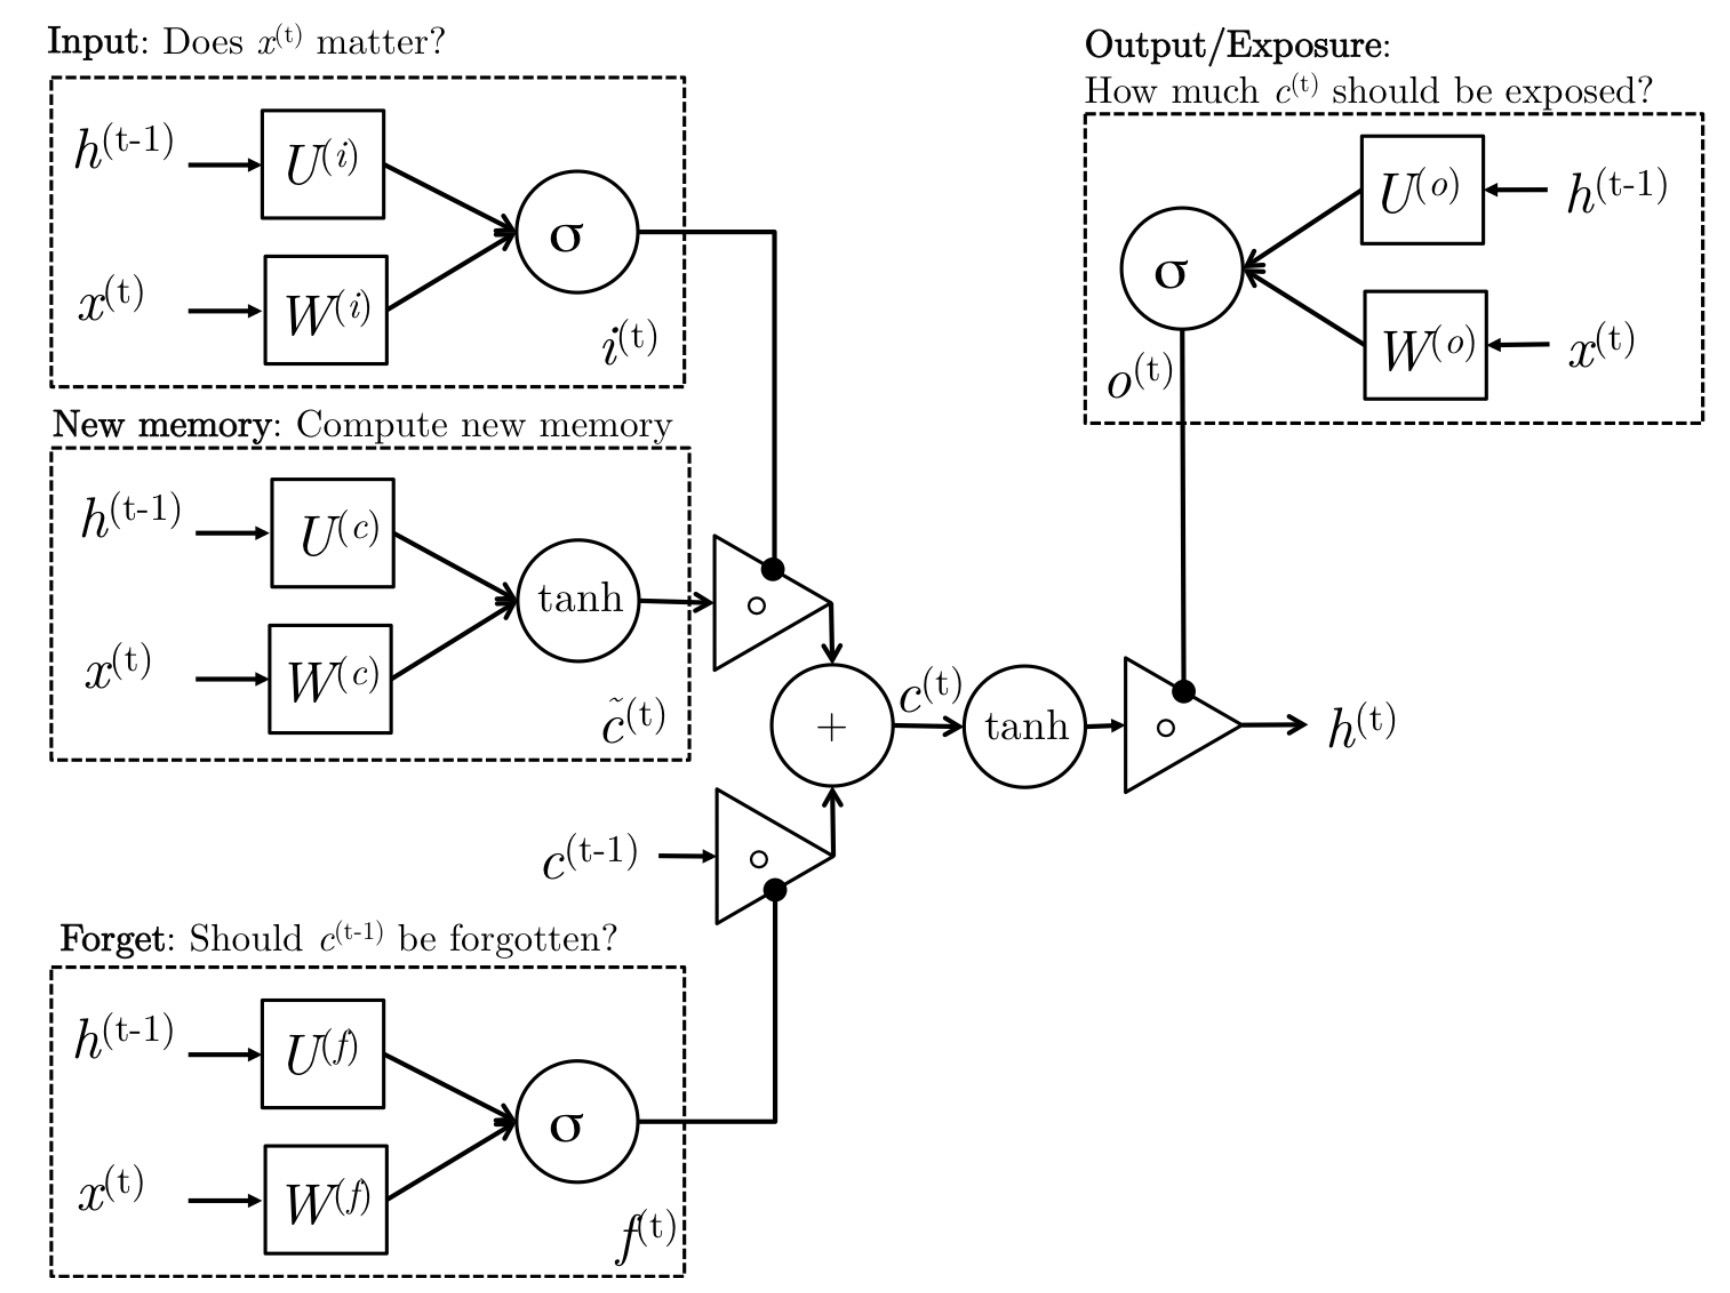 Input: Does x^(t) matter?
h^(t-1)
U^(i)
σ
x^(t)
W^(i)
i^(t)
New memory: Compute new memory
h^(t-1)
U^(c)
tanh
x^(t)
W^(c)
c̃^(t)
∘
+
c^(t)
tanh
∘
h^(t)
c^(t-1)
∘
Forget: Should c^(t-1) be forgotten?
h^(t-1)
U^(f)
σ
x^(t)
W^(f)
f^(t)
Output/Exposure:
How much c^(t) should be exposed?
U^(o)
h^(t-1)
σ
W^(o)
x^(t)
o^(t)